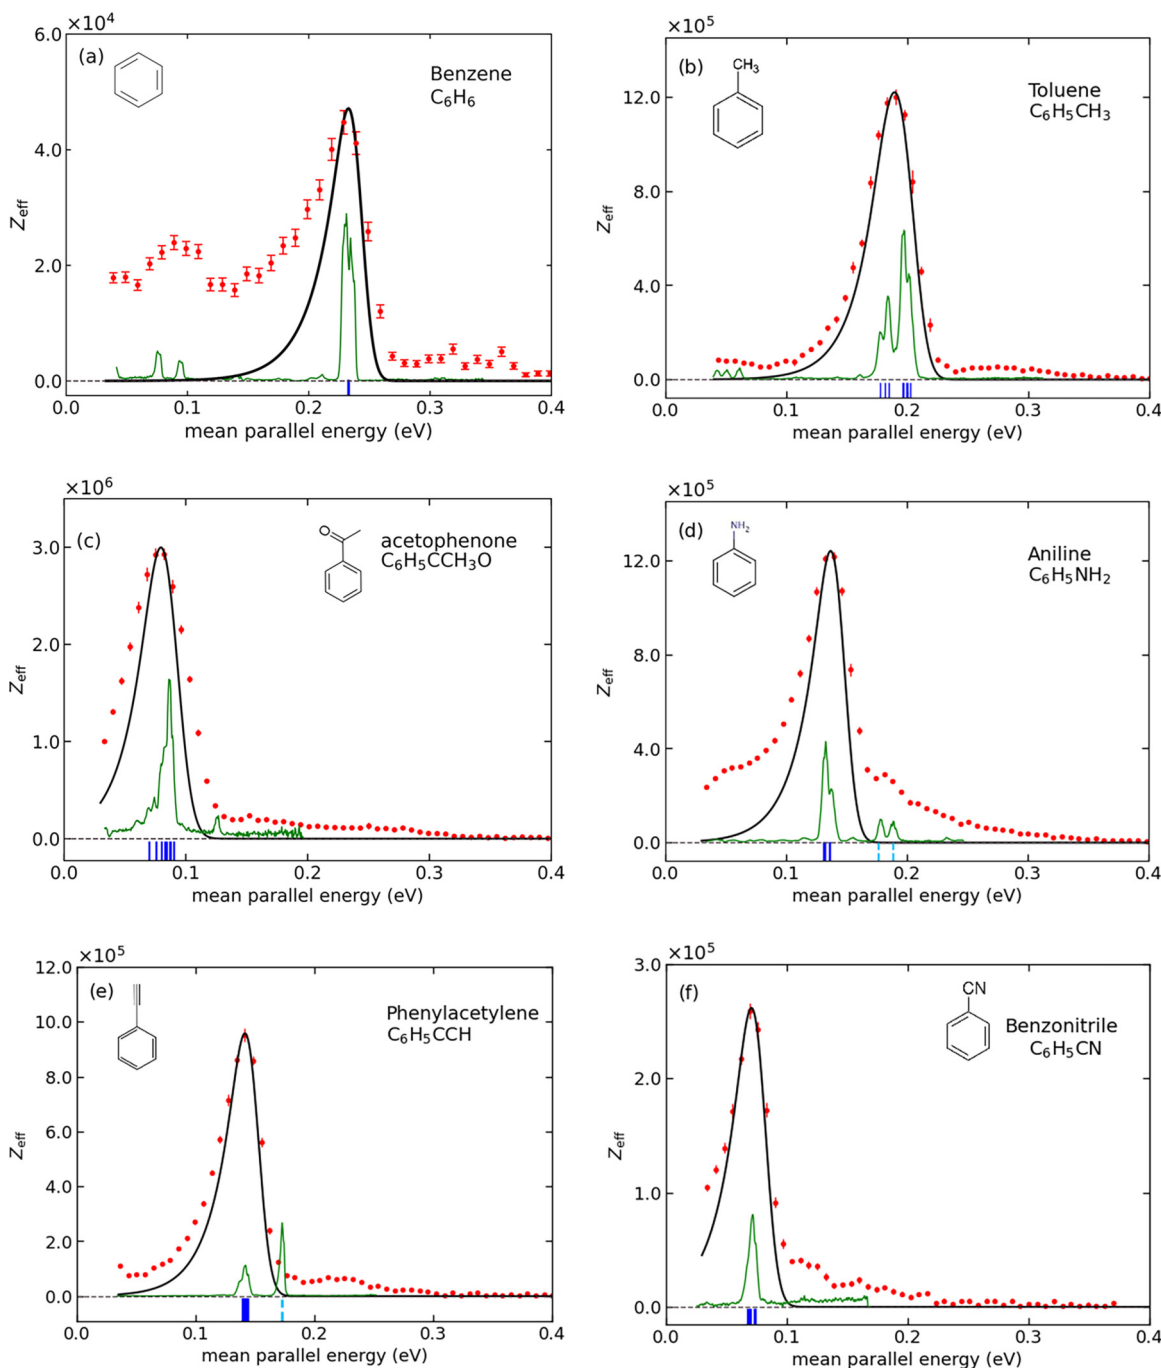 ×10⁴
6.0
(a)
Benzene
C₆H₆
4.0
Z_eff
2.0
0.0
0.0 0.1 0.2 0.3 0.4
mean parallel energy (eV)
×10⁵
(b)
CH₃
Toluene
C₆H₅CH₃
12.0
8.0
Z_eff
4.0
0.0
0.0 0.1 0.2 0.3 0.4
mean parallel energy (eV)
×10⁶
(c)
O
acetophenone
C₆H₅CCH₃O
3.0
2.0
Z_eff
1.0
0.0
0.0 0.1 0.2 0.3 0.4
mean parallel energy (eV)
×10⁵
(d)
NH₂
Aniline
C₆H₅NH₂
12.0
8.0
Z_eff
4.0
0.0
0.0 0.1 0.2 0.3 0.4
mean parallel energy (eV)
×10⁵
12.0
(e)
Phenylacetylene
C₆H₅CCH
10.0
8.0
6.0
Z_eff
4.0
2.0
0.0
0.0 0.1 0.2 0.3 0.4
mean parallel energy (eV)
×10⁵
3.0
(f)
CN
Benzonitrile
C₆H₅CN
2.0
Z_eff
1.0
0.0
0.0 0.1 0.2 0.3 0.4
mean parallel energy (eV)